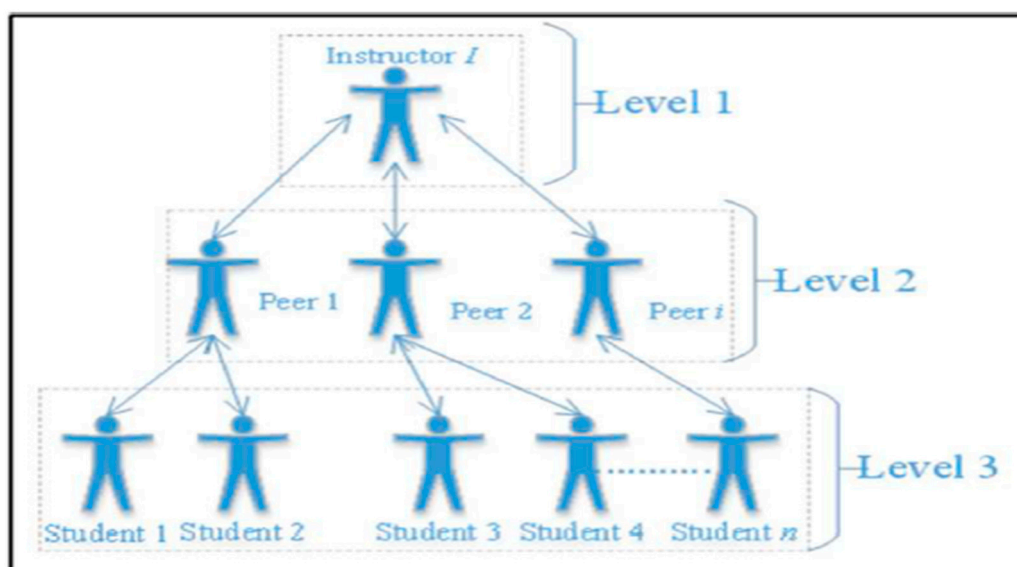 Instructor I
Level 1
Peer 1
Peer 2
Peer i
Level 2
Student 1
Student 2
Student 3
Student 4
Student n
Level 3